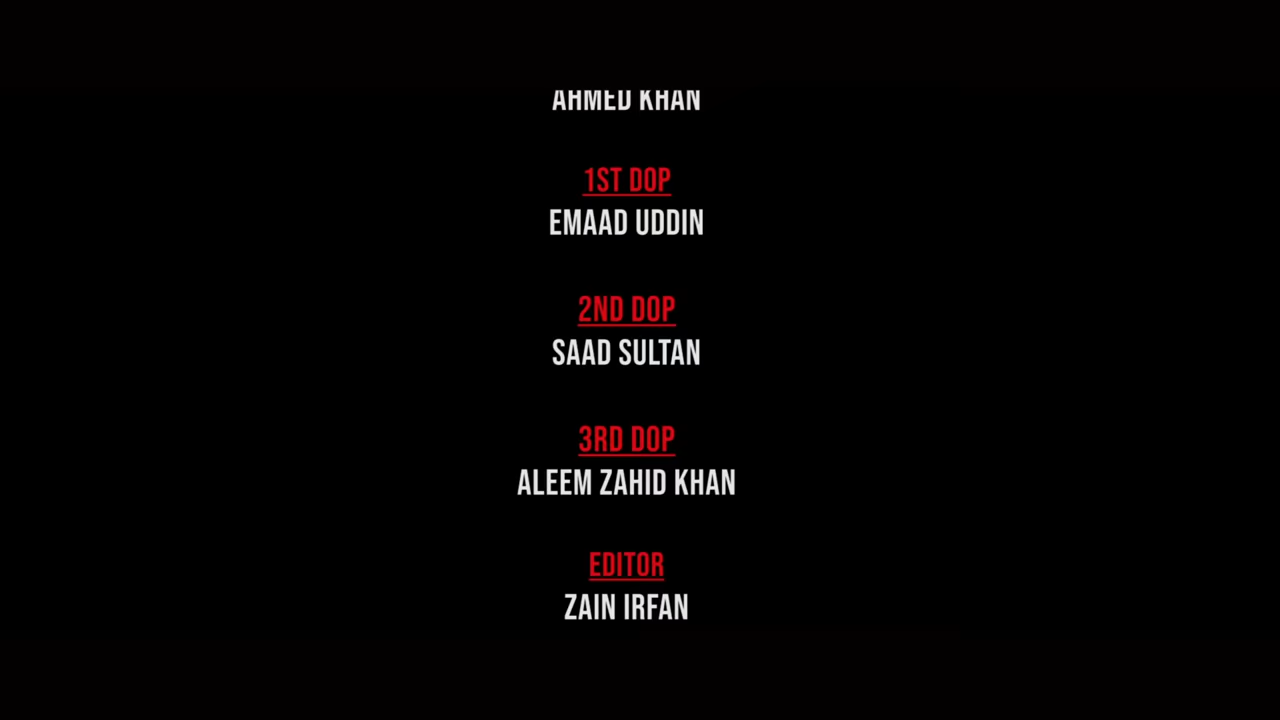 AHMED KHAN
1ST DOP
EMAAD UDDIN
2ND DOP
SAAD SULTAN
3RD DOP
ALEEM ZAHID KHAN
EDITOR
ZAIN IRFAN